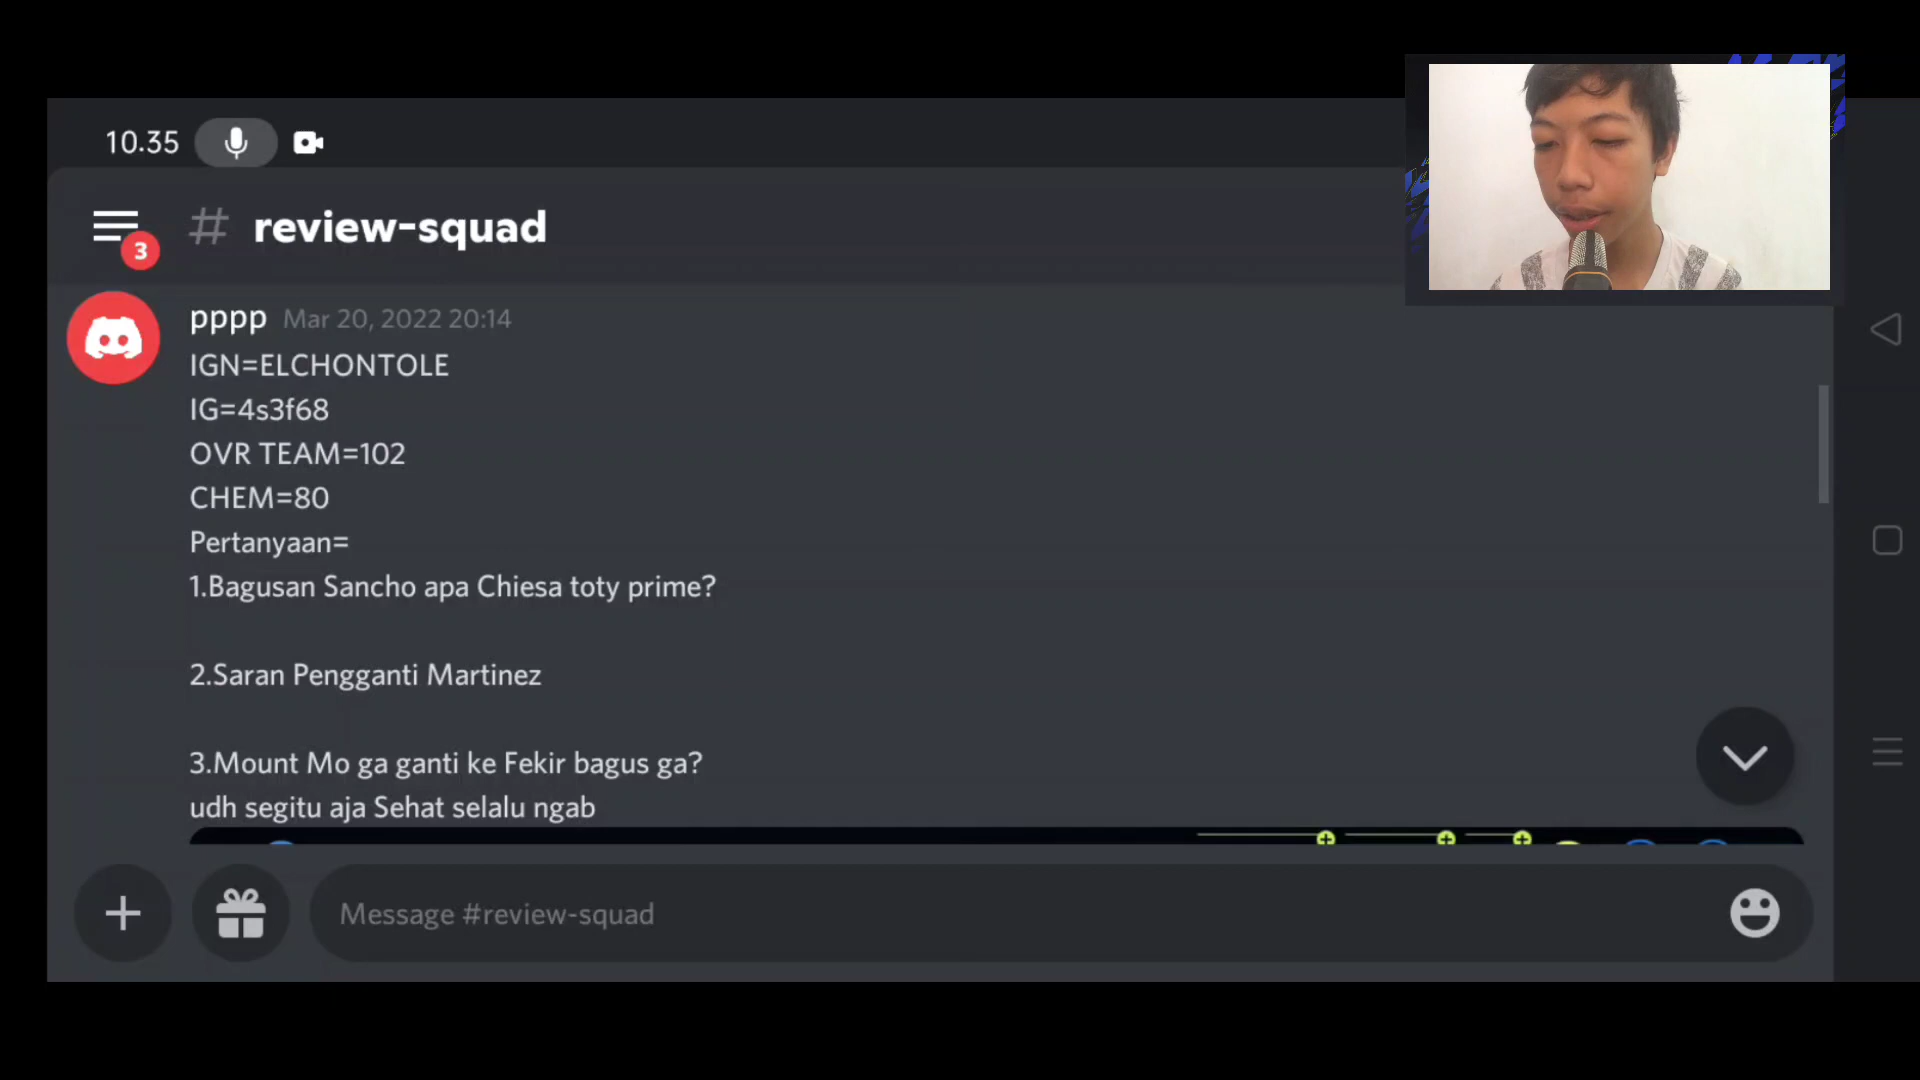 10.35
3
# review-squad
pppp Mar 20, 2022 20:14
IGN=ELCHONTOLE
IG=4s3f68
OVR TEAM=102
CHEM=80
Pertanyaan=
1.Bagusan Sancho apa Chiesa toty prime?
2.Saran Pengganti Martinez
3.Mount Mo ga ganti ke Fekir bagus ga?
udh segitu aja Sehat selalu ngab
Message #review-squad